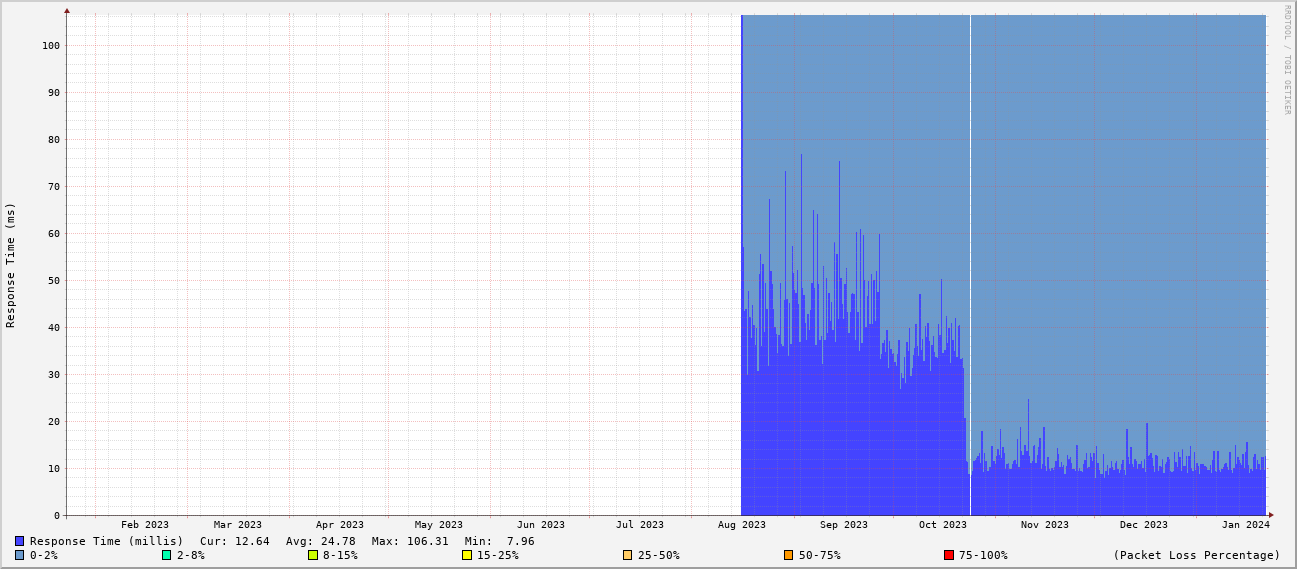 RRDTOOL / TOBI OETIKER
Response Time (ms)
100
90
80
70
60
50
40
30
20
10
0
Feb 2023 Mar 2023 Apr 2023 May 2023 Jun 2023 Jul 2023 Aug 2023 Sep 2023 Oct 2023 Nov 2023 Dec 2023 Jan 2024
Response Time (millis) Cur: 12.64 Avg: 24.78 Max: 106.31 Min: 7.96
0-2% 2-8% 8-15% 15-25% 25-50% 50-75% 75-100% (Packet Loss Percentage)